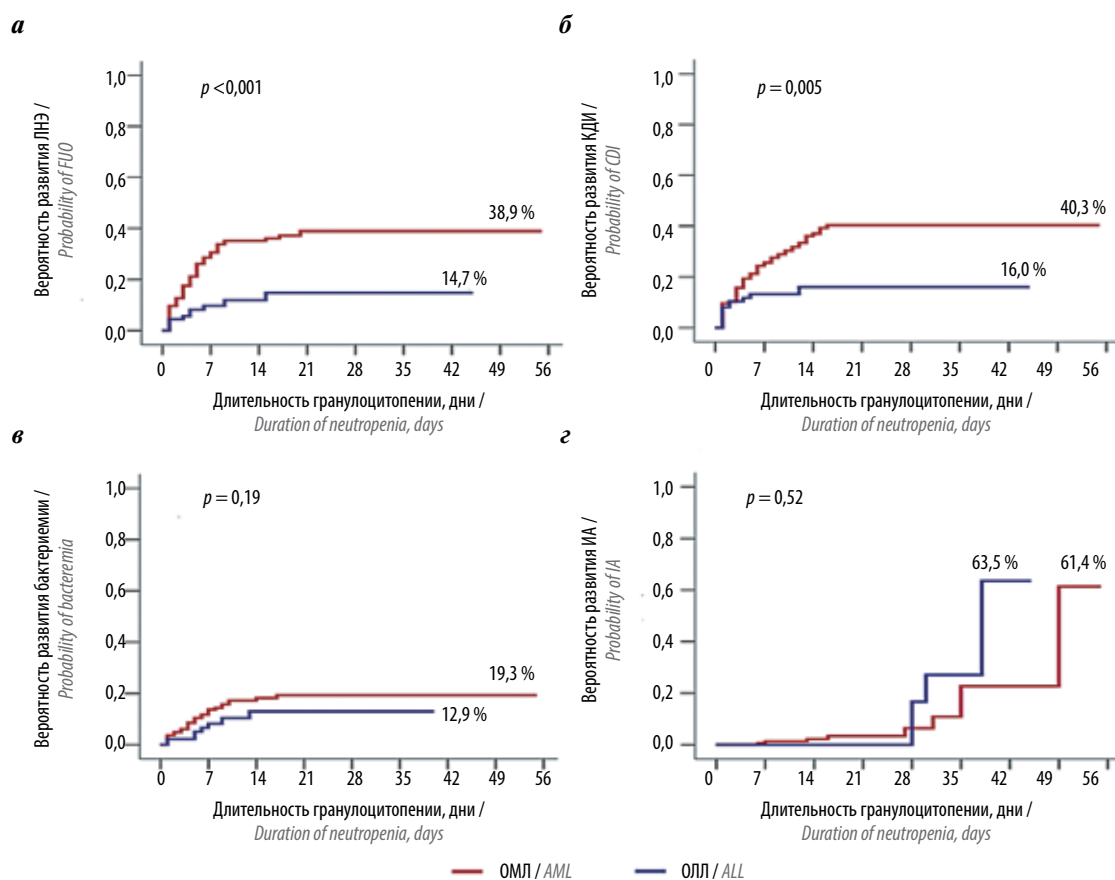 а
1,0
0,8
0,6
0,4
0,2
0,0
p <0,001
38,9 %
14,7 %
Вероятность развития ЛНЭ /
Probability of FUO
0 7 14 21 28 35 42 49 56
Длительность гранулоцитопении, дни /
Duration of neutropenia, days
б
1,0
0,8
0,6
0,4
0,2
0,0
p = 0,005
40,3 %
16,0 %
Вероятность развития КДИ /
Probability of CDI
0 7 14 21 28 35 42 49 56
Длительность гранулоцитопении, дни /
Duration of neutropenia, days
в
1,0
0,8
0,6
0,4
0,2
0,0
p = 0,19
19,3 %
12,9 %
Вероятность развития бактериемии /
Probability of bacteremia
0 7 14 21 28 35 42 49 56
Длительность гранулоцитопении, дни /
Duration of neutropenia, days
г
1,0
0,8
0,6
0,4
0,2
0,0
p = 0,52
63,5 %
61,4 %
Вероятность развития ИА /
Probability of IA
0 7 14 21 28 35 42 49 56
Длительность гранулоцитопении, дни /
Duration of neutropenia, days
ОМЛ / AML
ОЛЛ / ALL